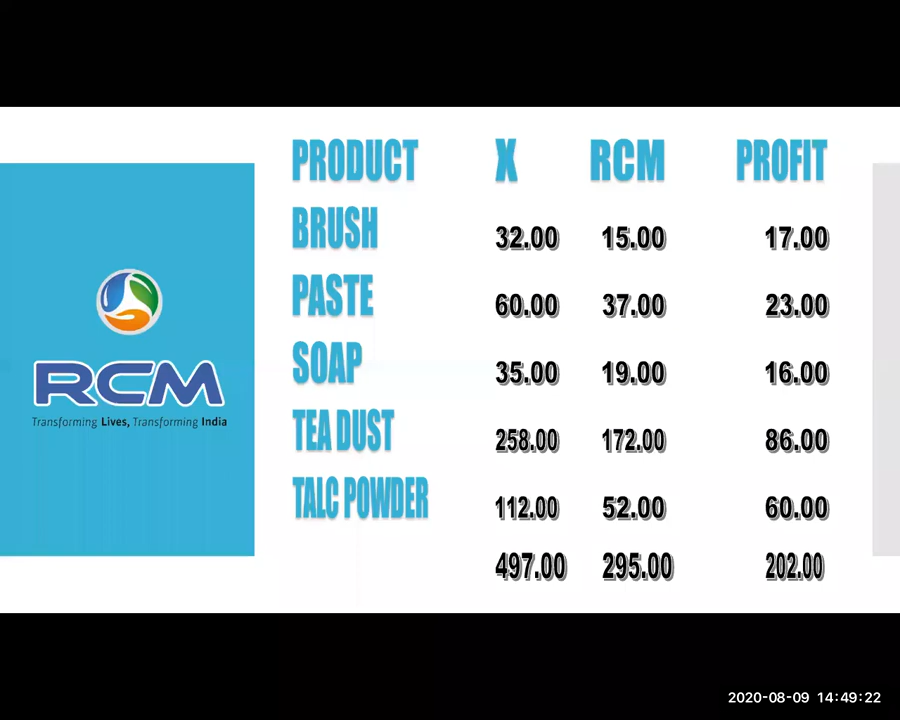 PRODUCT X RCM PROFIT
BRUSH 32.00 15.00 17.00
PASTE 60.00 37.00 23.00
SOAP 35.00 19.00 16.00
TEA DUST 258.00 172.00 86.00
TALC POWDER 112.00 52.00 60.00
497.00 295.00 202.00
RCM
Transforming Lives, Transforming India
2020-08-09 14:49:22